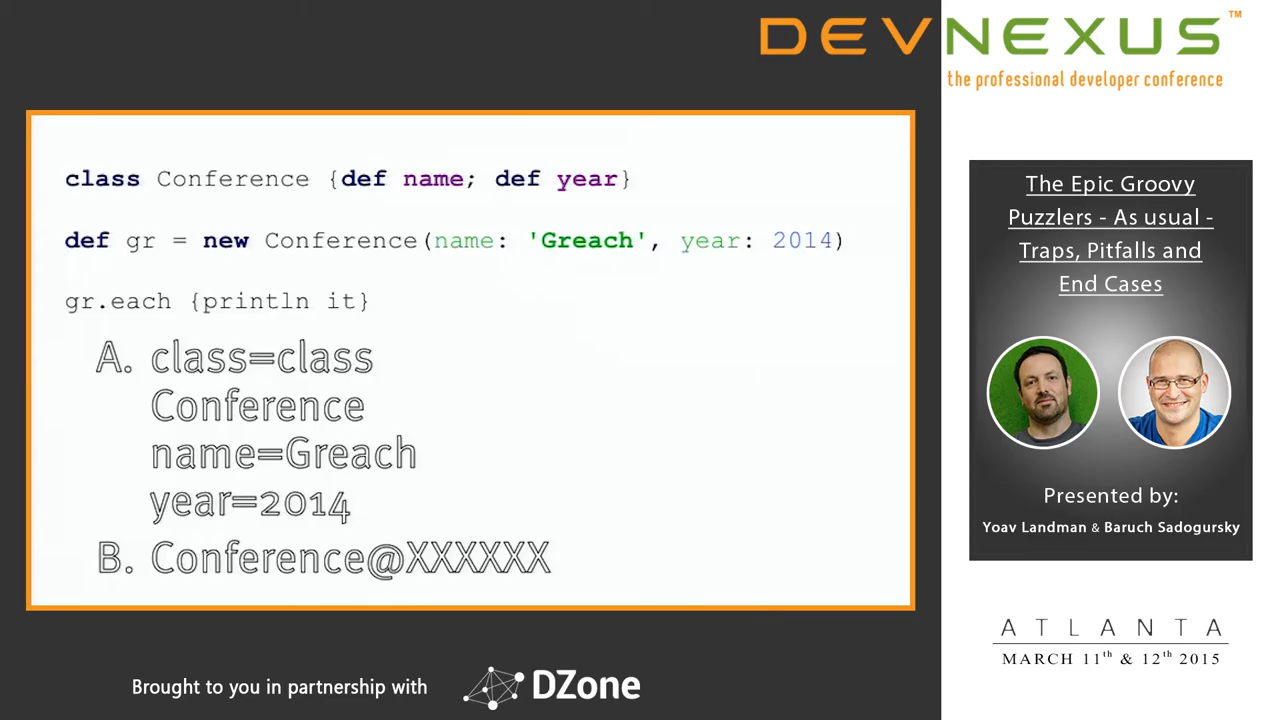 DEVNEXUS™
the professional developer conference
class Conference {def name; def year}
def gr = new Conference(name: 'Greach', year: 2014)
gr.each {println it}
A. class=class
Conference
name=Greach
year=2014
B. Conference@XXXXXX
The Epic Groovy
Puzzlers - As usual -
Traps, Pitfalls and
End Cases
Presented by:
Yoav Landman & Baruch Sadogursky
ATLANTA
MARCH 11th & 12th 2015
Brought to you in partnership with
DZone